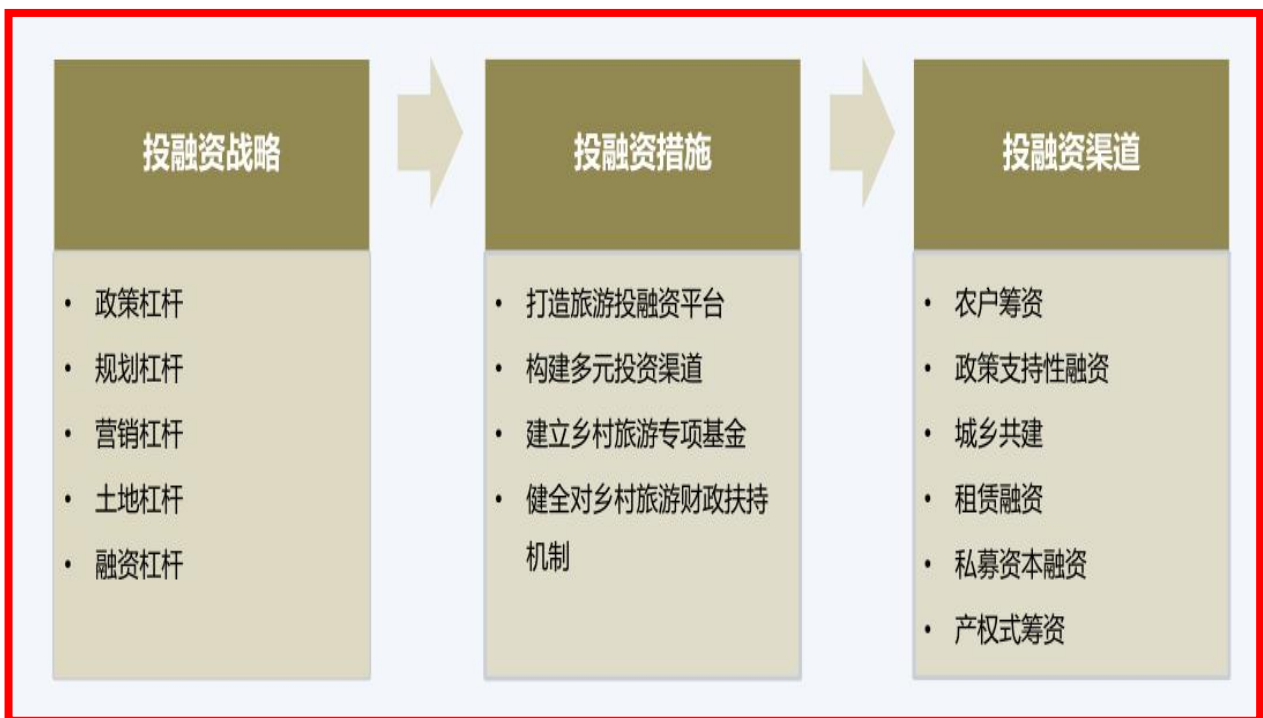 投融资战略
• 政策杠杆
• 规划杠杆
• 营销杠杆
• 土地杠杆
• 融资杠杆
投融资措施
• 打造旅游投融资平台
• 构建多元投资渠道
• 建立乡村旅游专项基金
• 健全对乡村旅游财政扶持
机制
投融资渠道
• 农户筹资
• 政策支持性融资
• 城乡共建
• 租赁融资
• 私募资本融资
• 产权式筹资